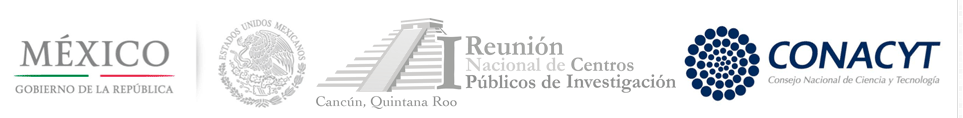 MÉXICO
GOBIERNO DE LA REPÚBLICA
ESTADOS UNIDOS MEXICANOS
I Reunión
Nacional de Centros
Públicos de Investigación
Cancún, Quintana Roo
CONACYT
Consejo Nacional de Ciencia y Tecnología